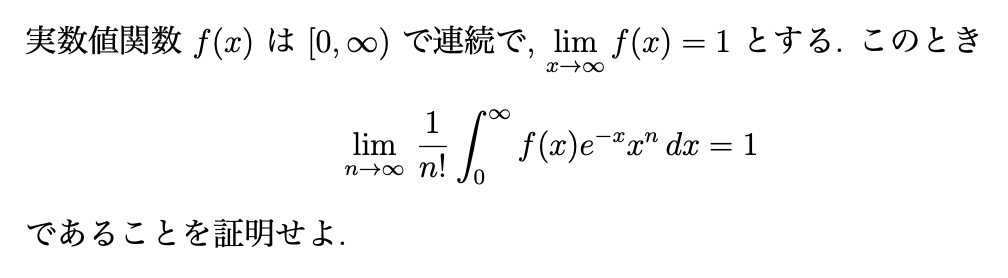 実数値関数 f(x) は [0, ∞) で連続で, lim_{x→∞} f(x) = 1 とする. このとき
lim_{n→∞} \frac{1}{n!} ∫_0^∞ f(x)e^{-x}x^n dx = 1
であることを証明せよ.